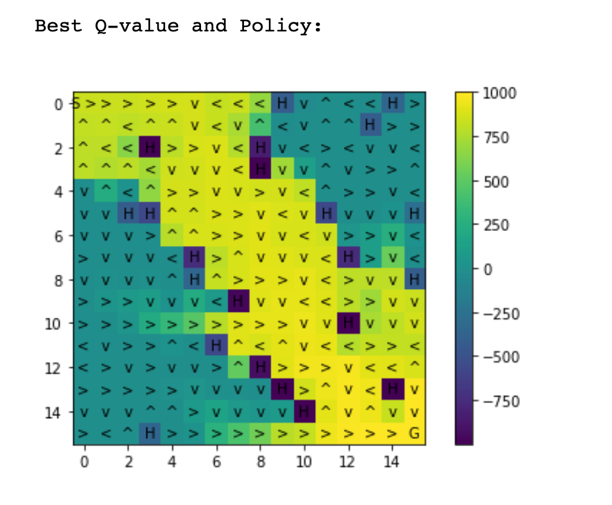 Best Q-value and Policy:
0 S > > > > > v < < < H v ^ < < H > 1000
^ ^ < ^ ^ v < v ^ < v ^ ^ H > > 750
2 ^ < < H > > v < H v < > < v v <
^ ^ ^ < v v v < H v v ^ v > > ^ 500
4 v ^ < ^ > > v v > v < ^ > > v <
v v H H ^ ^ > > v < v H v v v H 250
6 v v v > ^ ^ > > v v < v > > v <
v v v v < H > ^ v v v < H > v < 0
8 v v v v ^ H ^ > > > v < > v v H
> > > v v v < H v v < < > > v v −250
10 > > > > > > > > > > v v H v v v
< v > > ^ < H ^ < ^ v < < > > < −500
12 < > v > v v > ^ H > > > v < < ^
> > > > > > v v v H > ^ v < H v −750
14 v v v ^ ^ > v v v v H ^ v ^ v v
> < ^ H > > > > > > > > > > > G
0 2 4 6 8 10 12 14